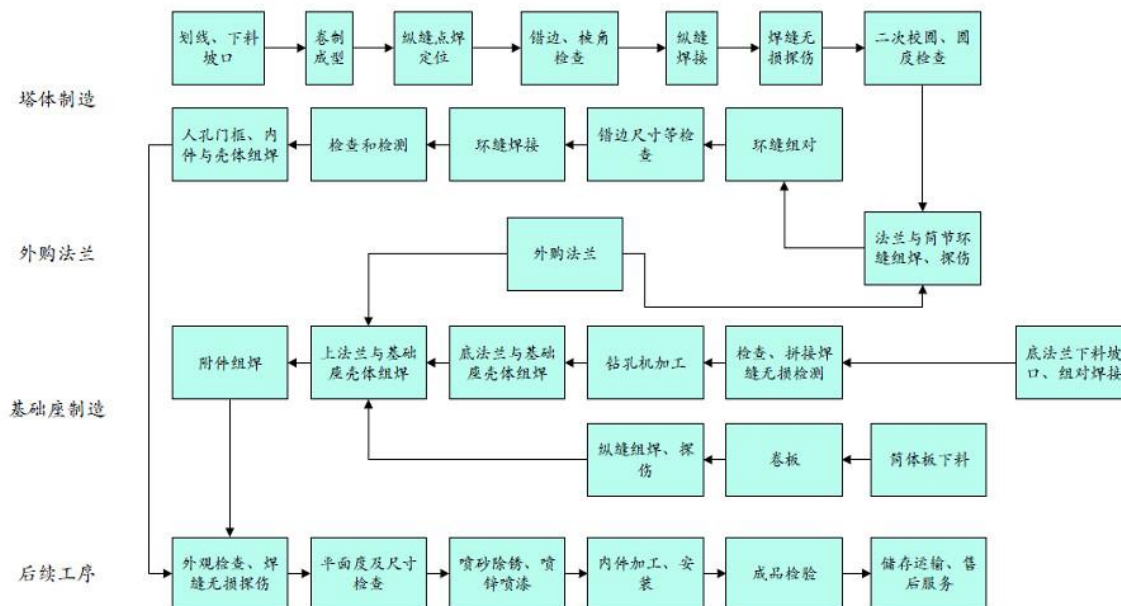 划线、下料
坡口
卷制
成型
纵缝点焊
定位
错边、棱角
检查
纵缝
焊接
焊缝无
损探伤
二次校圆、圆
度检查
塔体制造
人孔门框、内
件与壳体组焊
检查和检测
环缝焊接
错边尺寸等检
查
环缝组对
外购法兰
外购法兰
法兰与筒节环
缝组焊、探伤
附件组焊
上法兰与基础
座壳体组焊
底法兰与基础
座壳体组焊
钻孔机加工
检查、拼接焊
缝无损检测
底法兰下料坡
口、组对焊接
基础座制造
纵缝组焊、探
伤
卷板
筒体板下料
后续工序
外观检查、焊
缝无损探伤
平面度及尺寸
检查
喷砂除锈、喷
锌喷漆
内件加工、安
装
成品检验
储存运输、售
后服务